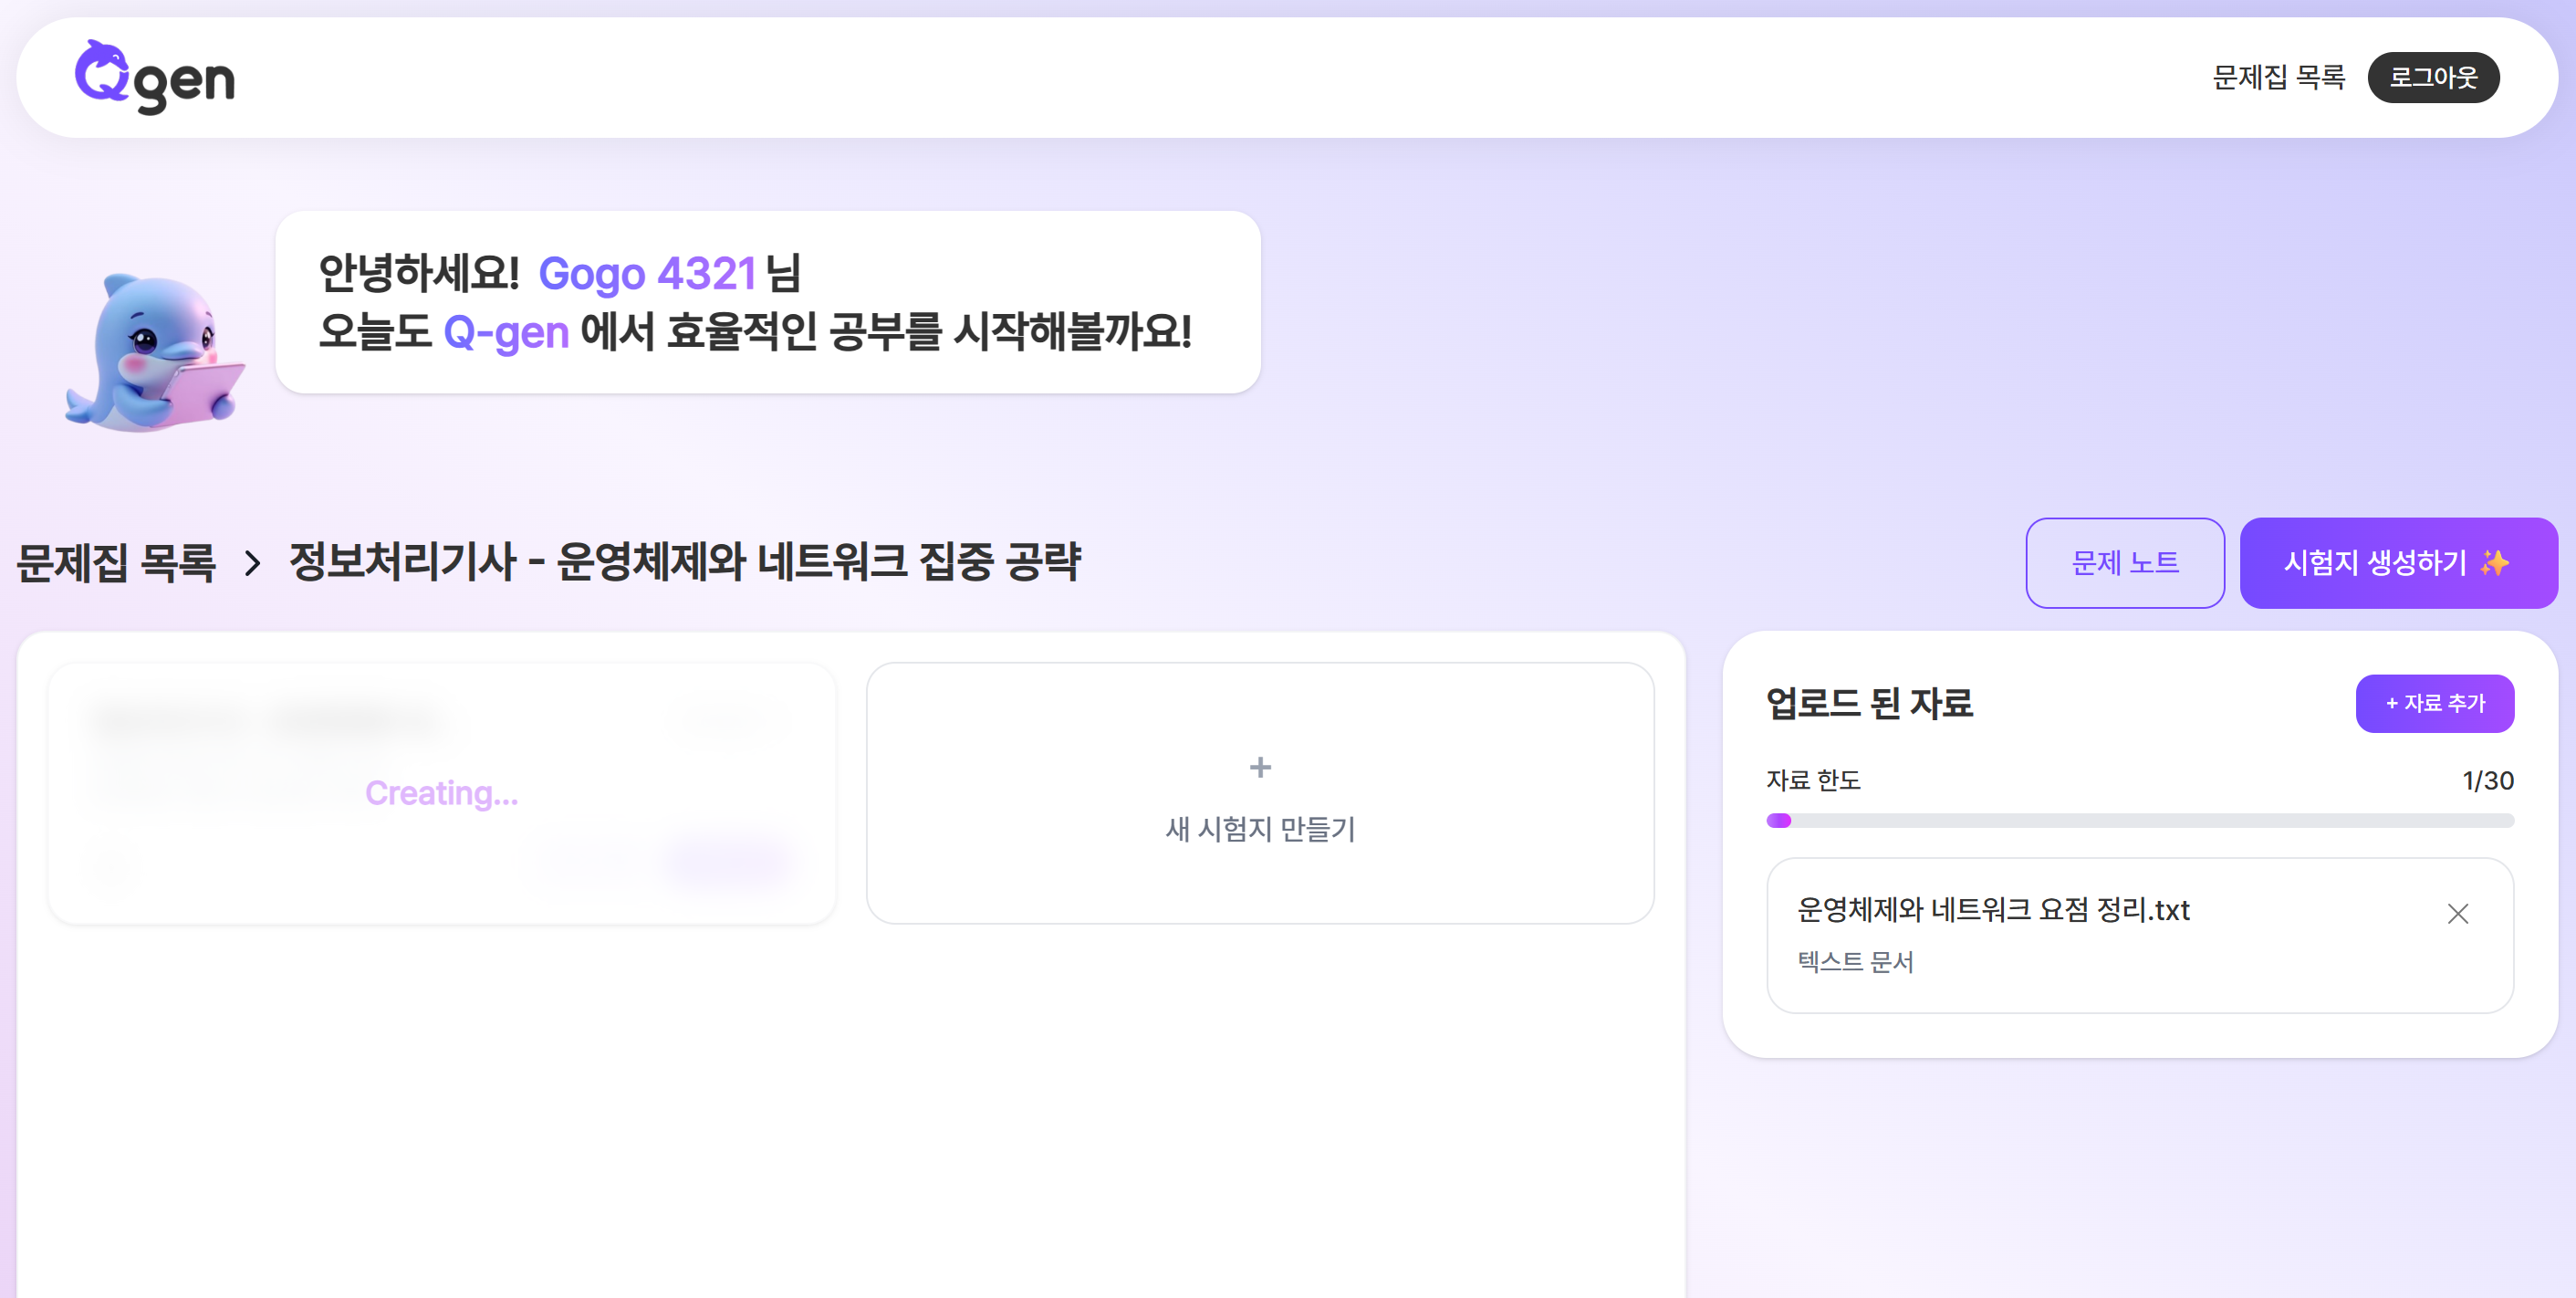 Qgen
문제집 목록
로그아웃
안녕하세요! Gogo 4321 님
오늘도 Q-gen 에서 효율적인 공부를 시작해볼까요!
문제집 목록 > 정보처리기사 - 운영체제와 네트워크 집중 공략
문제 노트
시험지 생성하기 ✨
Creating...
+
새 시험지 만들기
업로드 된 자료
+ 자료 추가
자료 한도
1/30
운영체제와 네트워크 요점 정리.txt
텍스트 문서